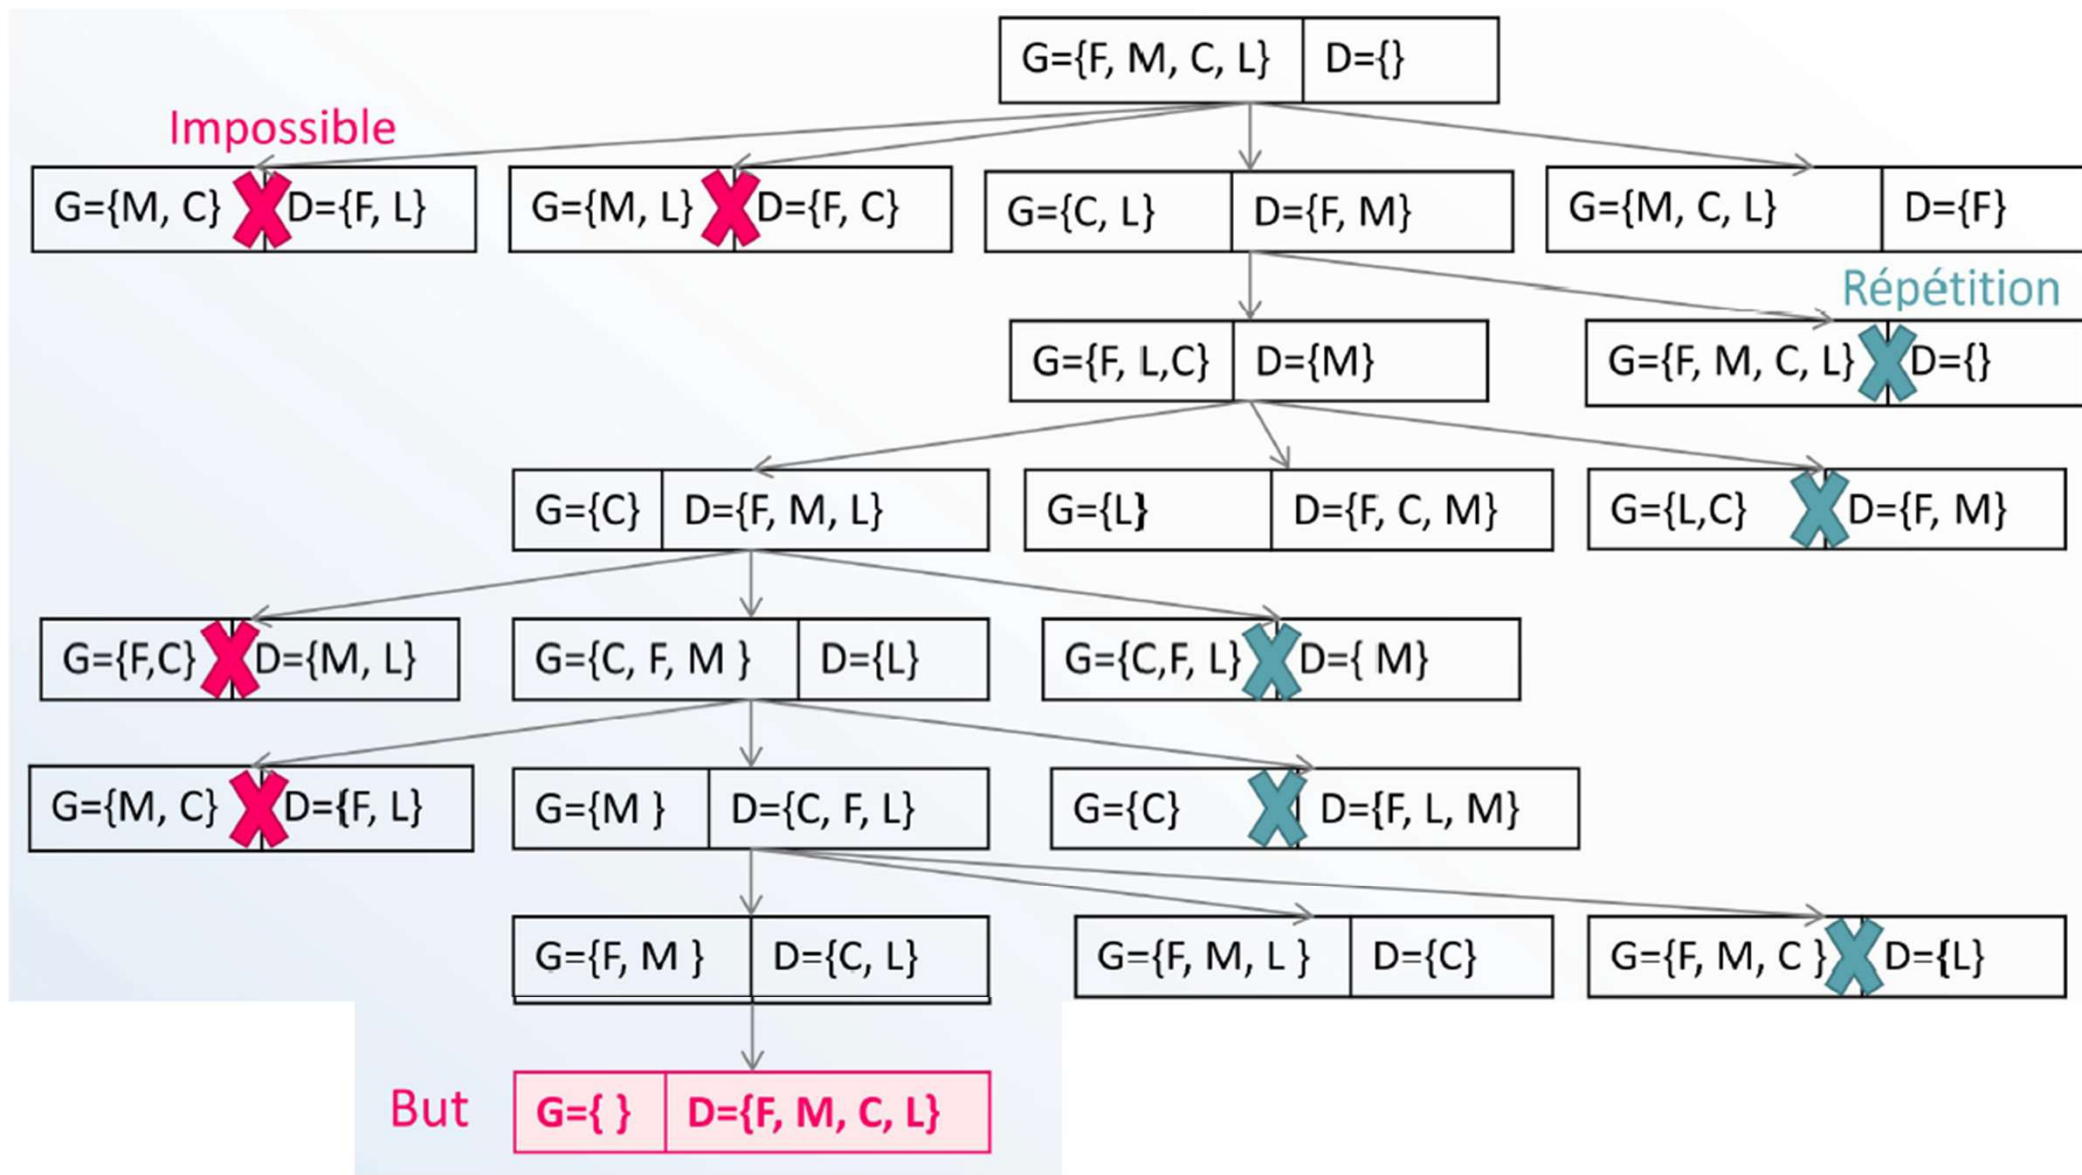 G={F, M, C, L} D={}
Impossible
G={M, C} D={F, L} G={M, L} D={F, C} G={C, L} D={F, M} G={M, C, L} D={F}
Répétition
G={F, L,C} D={M} G={F, M, C, L} D={}
G={C} D={F, M, L} G={L} D={F, C, M} G={L,C} D={F, M}
G={F,C} D={M, L} G={C, F, M } D={L} G={C,F, L} D={ M}
G={M, C} D={F, L} G={M } D={C, F, L} G={C} D={F, L, M}
G={F, M } D={C, L} G={F, M, L } D={C} G={F, M, C } D={L}
But G={ } D={F, M, C, L}